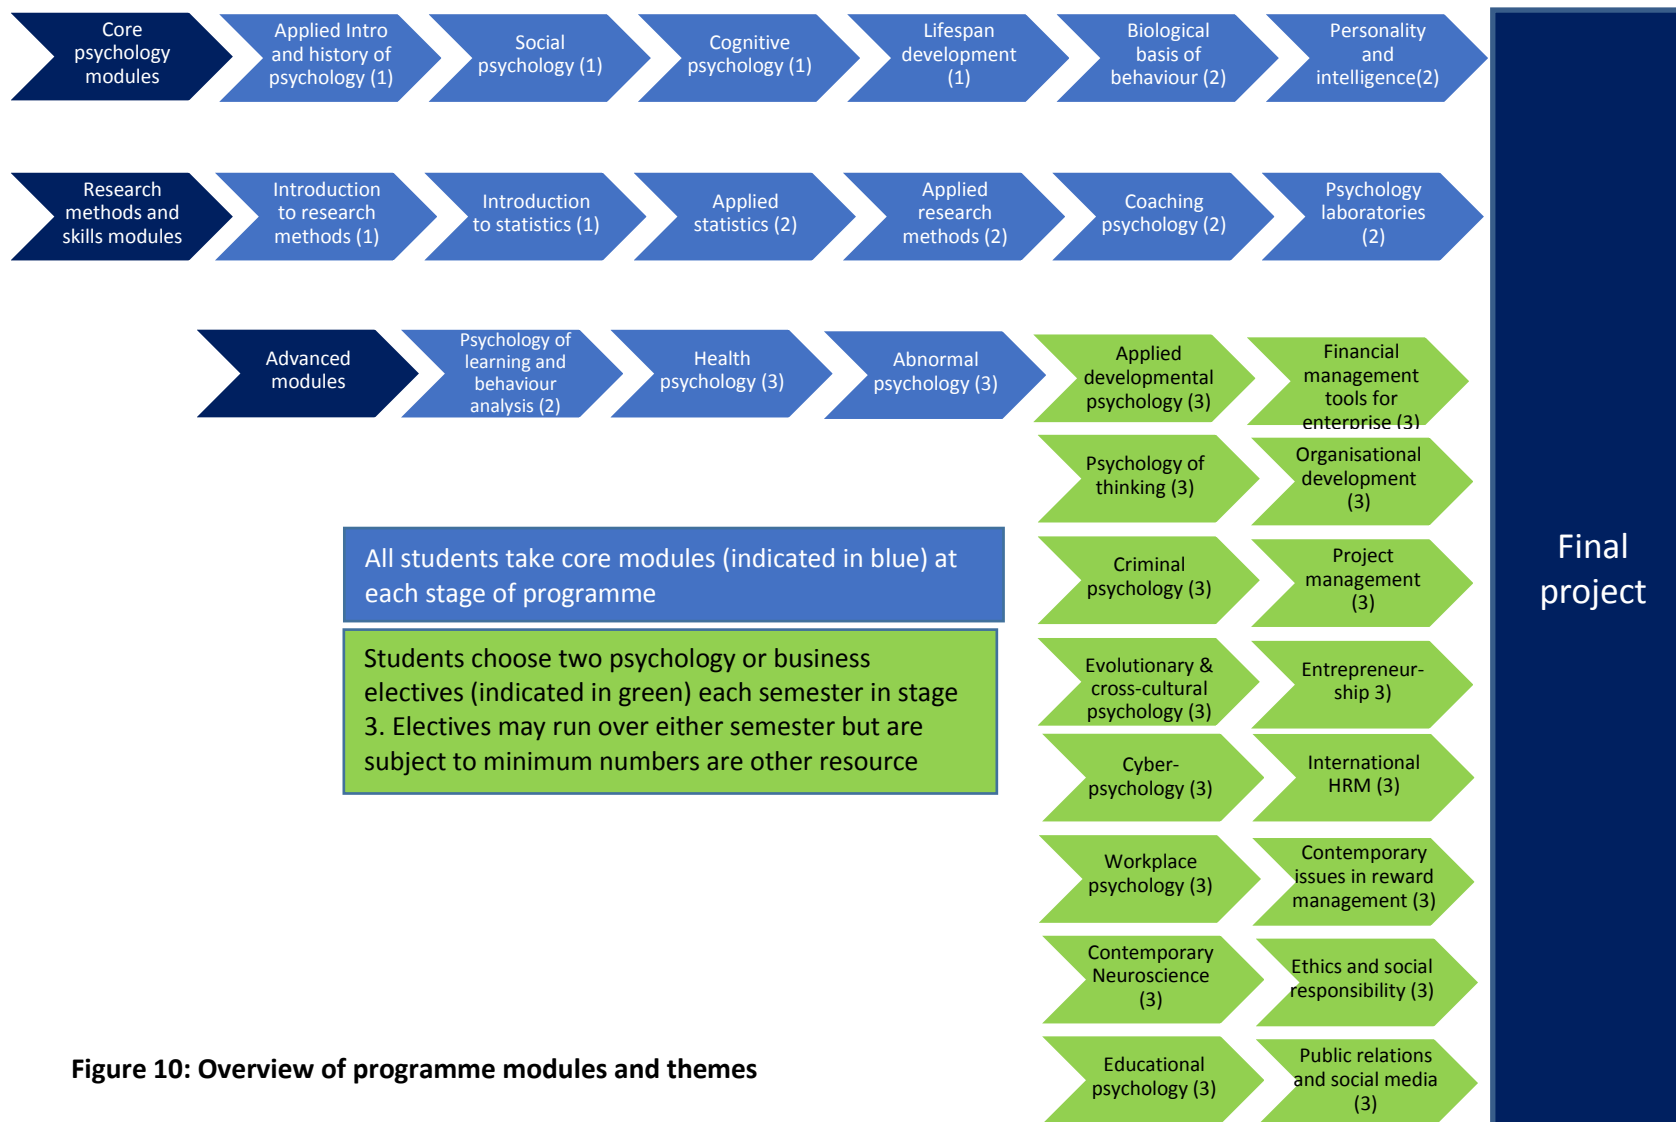 Core
psychology
modules
Applied Intro
and history of
psychology (1)
Social
psychology (1)
Cognitive
psychology (1)
Lifespan
development
(1)
Biological
basis of
behaviour (2)
Personality
and
intelligence(2)
Research
methods and
skills modules
Introduction
to research
methods (1)
Introduction
to statistics (1)
Applied
statistics (2)
Applied
research
methods (2)
Coaching
psychology (2)
Psychology
laboratories
(2)
Advanced
modules
Psychology of
learning and
behaviour
analysis (2)
Health
psychology (3)
Abnormal
psychology (3)
Applied
developmental
psychology (3)
Financial
management
tools for
enterprise (3)
Psychology of
thinking (3)
Organisational
development
(3)
All students take core modules (indicated in blue) at
each stage of programme
Criminal
psychology (3)
Project
management
(3)
Students choose two psychology or business
electives (indicated in green) each semester in stage
3. Electives may run over either semester but are
subject to minimum numbers are other resource
Evolutionary &
cross-cultural
psychology (3)
Entrepreneur-
ship 3)
Cyber-
psychology (3)
International
HRM (3)
Workplace
psychology (3)
Contemporary
issues in reward
management (3)
Contemporary
Neuroscience
(3)
Ethics and social
responsibility (3)
Educational
psychology (3)
Public relations
and social media
(3)
Final
project
Figure 10: Overview of programme modules and themes